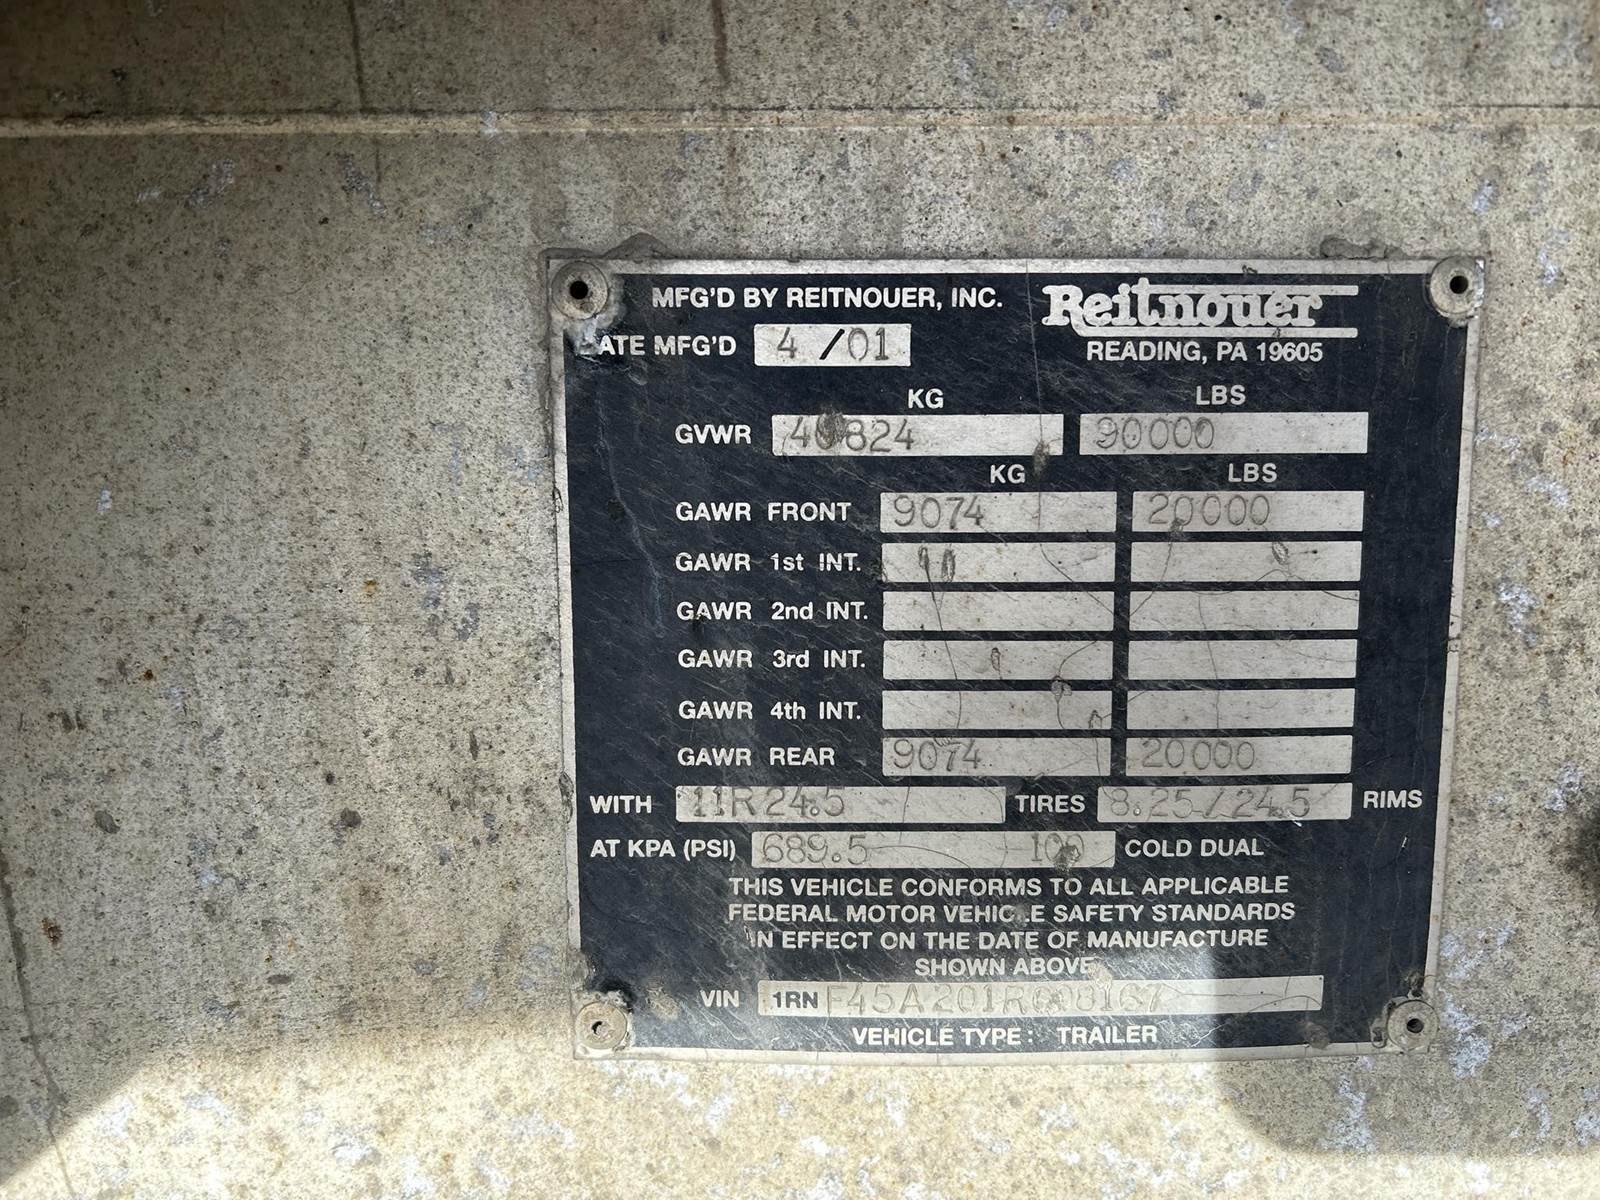 MFG'D BY REITNOUER, INC. Reitnouer
DATE MFG'D 4/01 READING, PA 19605
KG LBS
GVWR 40824 90000
KG LBS
GAWR FRONT 9074 20000
GAWR 1st INT.
GAWR 2nd INT.
GAWR 3rd INT.
GAWR 4th INT.
GAWR REAR 9074 20000
WITH 11R24.5 TIRES 8.25/24.5 RIMS
AT KPA (PSI) 689.5 100 COLD DUAL
THIS VEHICLE CONFORMS TO ALL APPLICABLE
FEDERAL MOTOR VEHICLE SAFETY STANDARDS
IN EFFECT ON THE DATE OF MANUFACTURE
SHOWN ABOVE
VIN 1RNF45A201R008167
VEHICLE TYPE: TRAILER